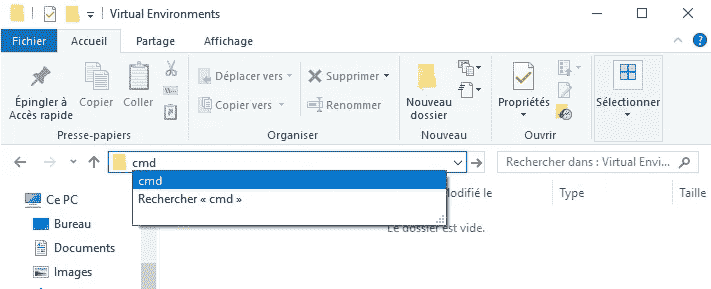 Virtual Environments
Fichier Accueil Partage Affichage
Épingler à Accès rapide
Copier
Coller
Déplacer vers
Copier vers
Supprimer
Renommer
Nouveau dossier
Propriétés
Sélectionner
Presse-papiers Organiser Nouveau Ouvrir
cmd
Rechercher dans : Virtual Envi...
cmd
Rechercher « cmd »
Modifié le Type Taille
Le dossier est vide.
Ce PC
Bureau
Documents
Images